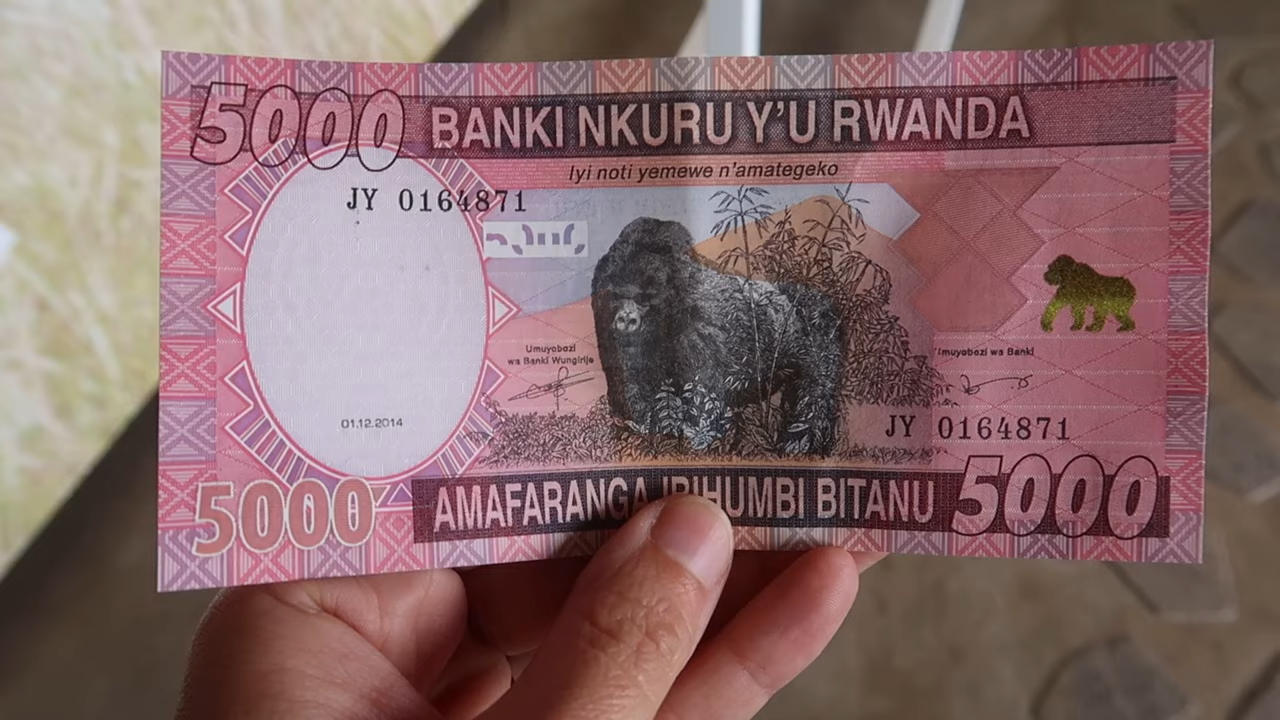 5000 BANKI NKURU Y'U RWANDA
Iyi noti yemewe n'amategeko
JY 0164871
Umuyobozi
wa Banki Wungirije
Umuyobozi wa Banki
01.12.2014
JY 0164871
5000 AMAFARANGA IBIHUMBI BITANU 5000